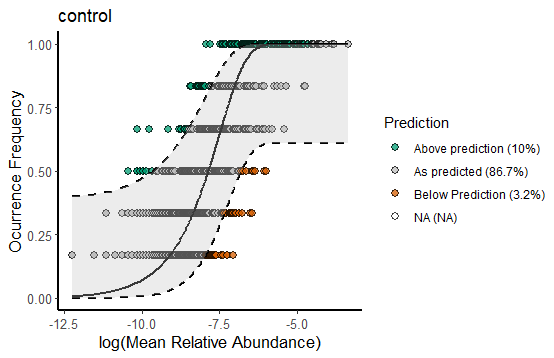 control
Ocurrence Frequency
1.00
0.75
0.50
0.25
0.00
-12.5 -10.0 -7.5 -5.0
log(Mean Relative Abundance)
Prediction
Above prediction (10%)
As predicted (86.7%)
Below Prediction (3.2%)
NA (NA)